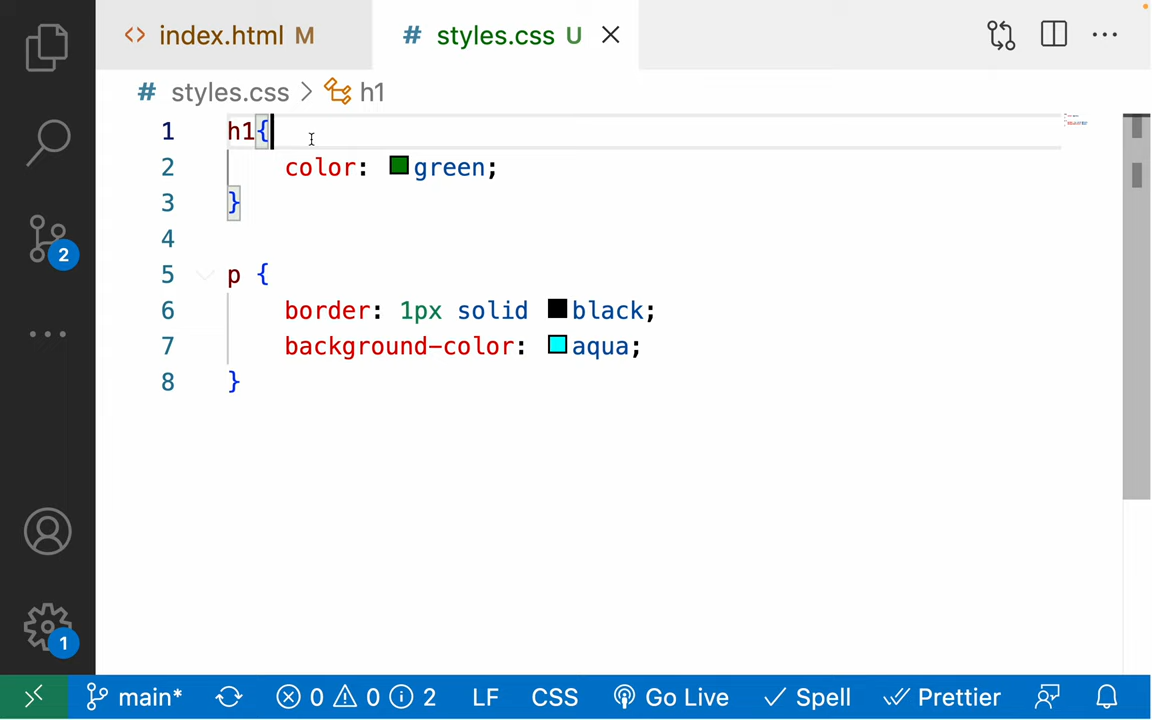 index.html M
# styles.css U
# styles.css > h1
1 h1{
2 color: green;
3 }
4
5 p {
6 border: 1px solid black;
7 background-color: aqua;
8 }
2
1
main* 0 0 2 LF CSS Go Live Spell Prettier